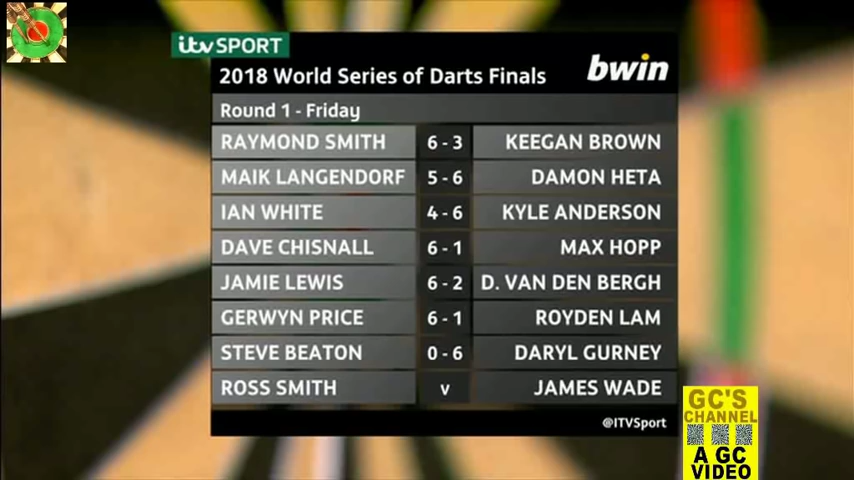 itv SPORT
2018 World Series of Darts Finals
bwin
Round 1 - Friday
RAYMOND SMITH 6 - 3 KEEGAN BROWN
MAIK LANGENDORF 5 - 6 DAMON HETA
IAN WHITE 4 - 6 KYLE ANDERSON
DAVE CHISNALL 6 - 1 MAX HOPP
JAMIE LEWIS 6 - 2 D. VAN DEN BERGH
GERWYN PRICE 6 - 1 ROYDEN LAM
STEVE BEATON 0 - 6 DARYL GURNEY
ROSS SMITH v JAMES WADE
@ITVSport
GC'S
CHANNEL
A GC
VIDEO